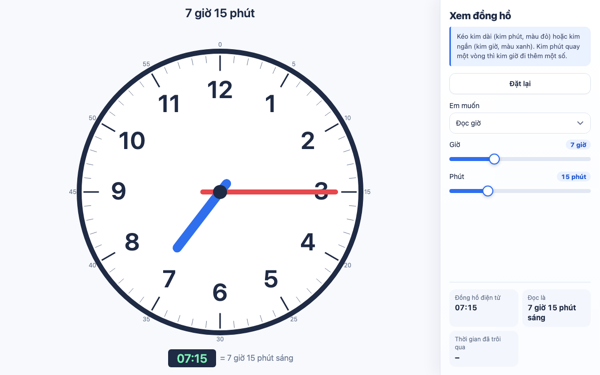 7 giờ 15 phút
0
5
10
15
20
25
30
35
40
45
50
55
12
1
2
3
4
5
6
7
8
9
10
11
07:15 = 7 giờ 15 phút sáng
Xem đồng hồ
Kéo kim dài (kim phút, màu đỏ) hoặc kim
ngắn (kim giờ, màu xanh). Kim phút quay
một vòng thì kim giờ đi thêm một số.
Đặt lại
Em muốn
Đọc giờ
Giờ 7 giờ
Phút 15 phút
Đồng hồ điện tử
07:15
Đọc là
7 giờ 15 phút
sáng
Thời gian đã trôi
qua
–